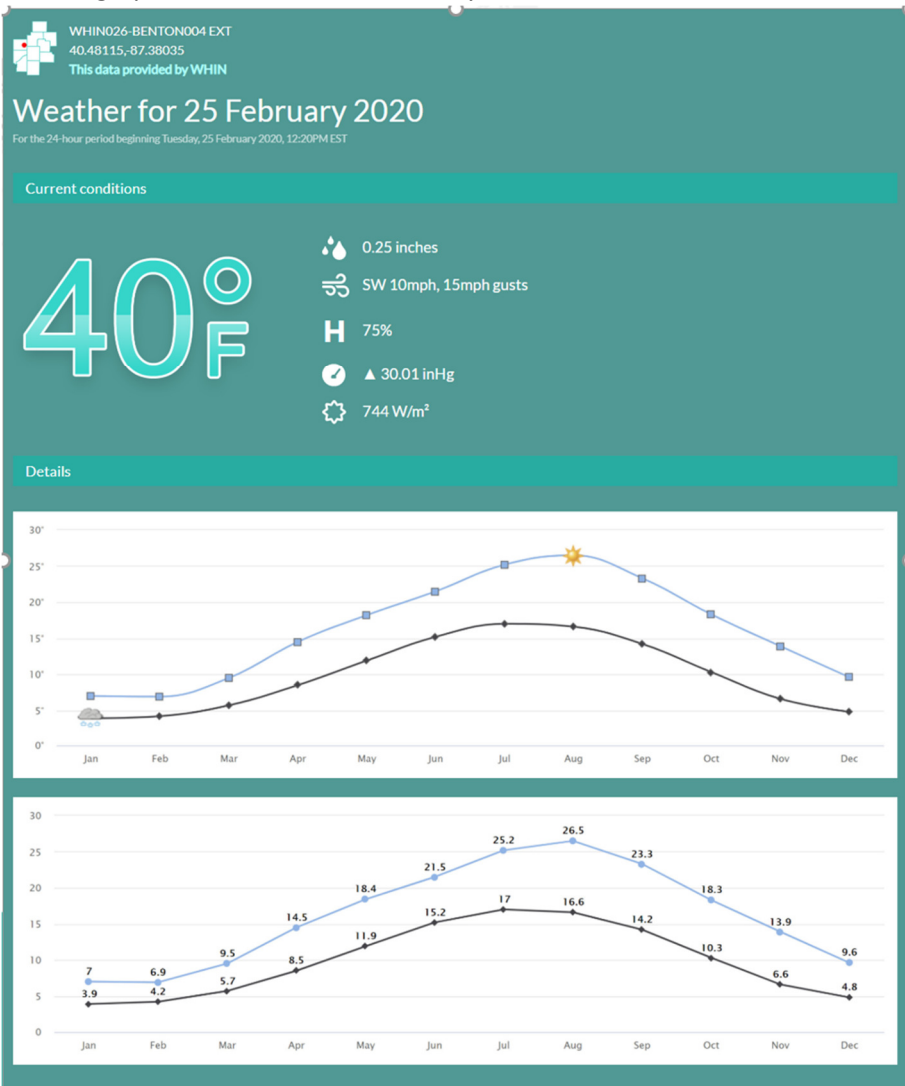 WHIN026-BENTON004 EXT
40.48115,-87.38035
This data provided by WHIN
Weather for 25 February 2020
For the 24-hour period beginning Tuesday, 25 February 2020, 12:20PM EST
Current conditions
40°F
0.25 inches
SW 10mph, 15mph gusts
H 75%
▲ 30.01 inHg
744 W/m²
Details
30°
25°
20°
15°
10°
5°
0°
Jan Feb Mar Apr May Jun Jul Aug Sep Oct Nov Dec
30
25
20
15
10
5
0
7 6.9 9.5 14.5 18.4 21.5 25.2 26.5 23.3 18.3 13.9 9.6
3.9 4.2 5.7 8.5 11.9 15.2 17 16.6 14.2 10.3 6.6 4.8
Jan Feb Mar Apr May Jun Jul Aug Sep Oct Nov Dec